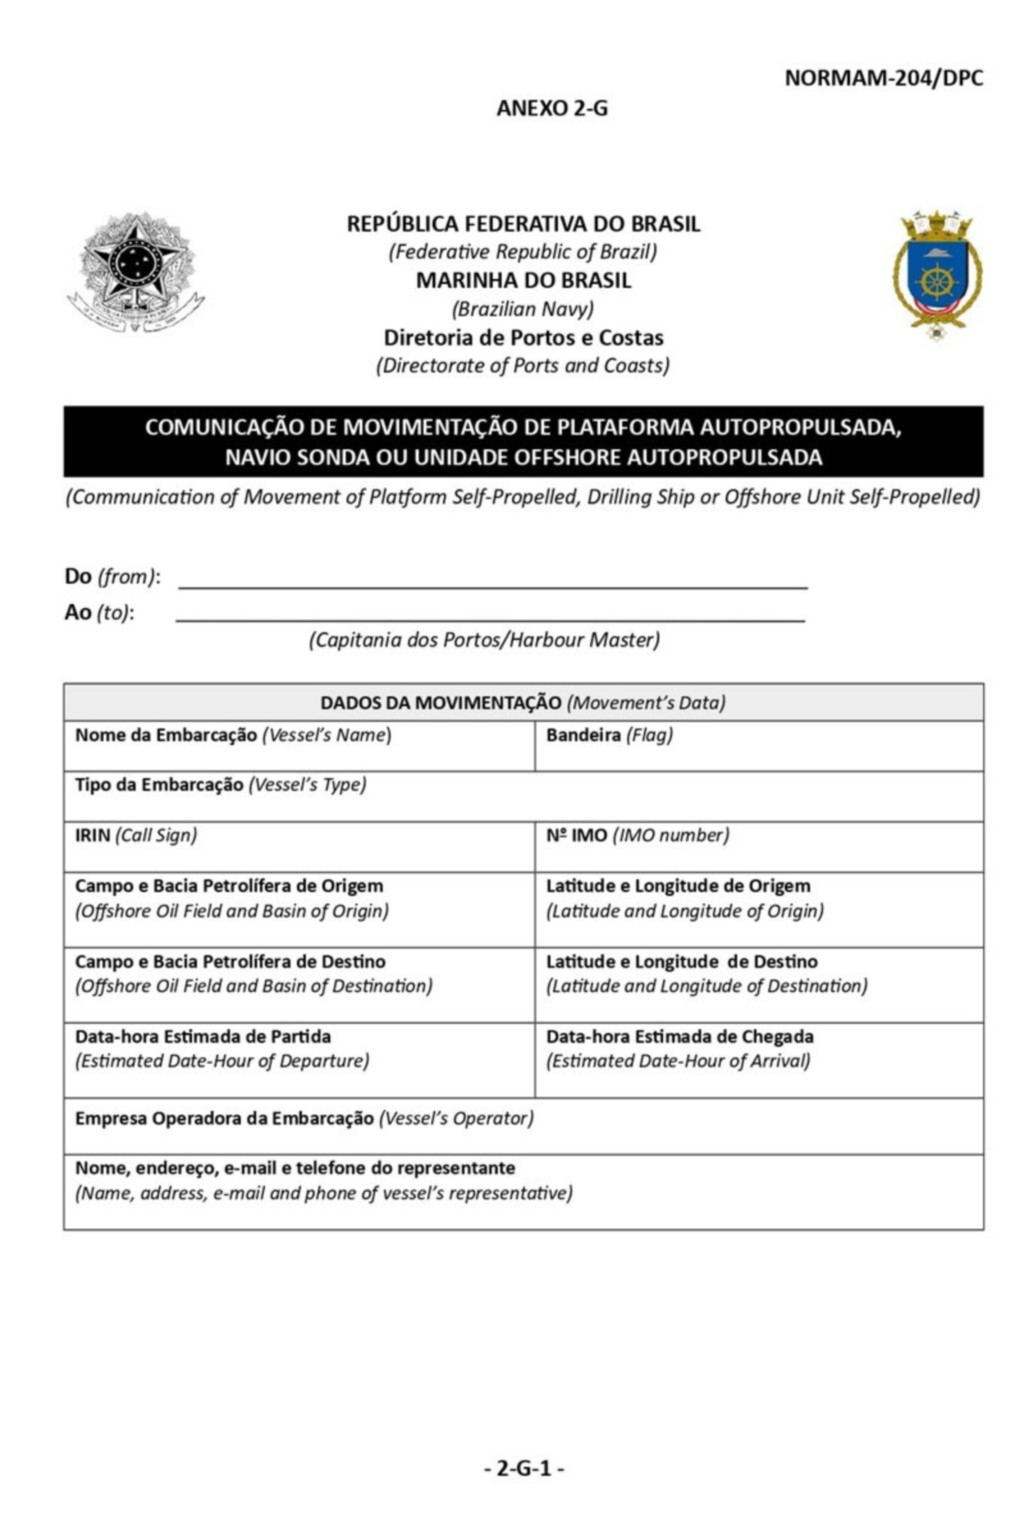 NORMAM-204/DPC
ANEXO 2-G
REPÚBLICA FEDERATIVA DO BRASIL
(Federative Republic of Brazil)
MARINHA DO BRASIL
(Brazilian Navy)
Diretoria de Portos e Costas
(Directorate of Ports and Coasts)
COMUNICAÇÃO DE MOVIMENTAÇÃO DE PLATAFORMA AUTOPROPULSADA,
NAVIO SONDA OU UNIDADE OFFSHORE AUTOPROPULSADA
(Communication of Movement of Platform Self-Propelled, Drilling Ship or Offshore Unit Self-Propelled)
Do (from):
Ao (to):
(Capitania dos Portos/Harbour Master)
DADOS DA MOVIMENTAÇÃO (Movement's Data)
Nome da Embarcação (Vessel's Name)
Bandeira (Flag)
Tipo da Embarcação (Vessel's Type)
IRIN (Call Sign)
Nº IMO (IMO number)
Campo e Bacia Petrolífera de Origem
(Offshore Oil Field and Basin of Origin)
Latitude e Longitude de Origem
(Latitude and Longitude of Origin)
Campo e Bacia Petrolífera de Destino
(Offshore Oil Field and Basin of Destination)
Latitude e Longitude de Destino
(Latitude and Longitude of Destination)
Data-hora Estimada de Partida
(Estimated Date-Hour of Departure)
Data-hora Estimada de Chegada
(Estimated Date-Hour of Arrival)
Empresa Operadora da Embarcação (Vessel's Operator)
Nome, endereço, e-mail e telefone do representante
(Name, address, e-mail and phone of vessel's representative)
- 2-G-1 -